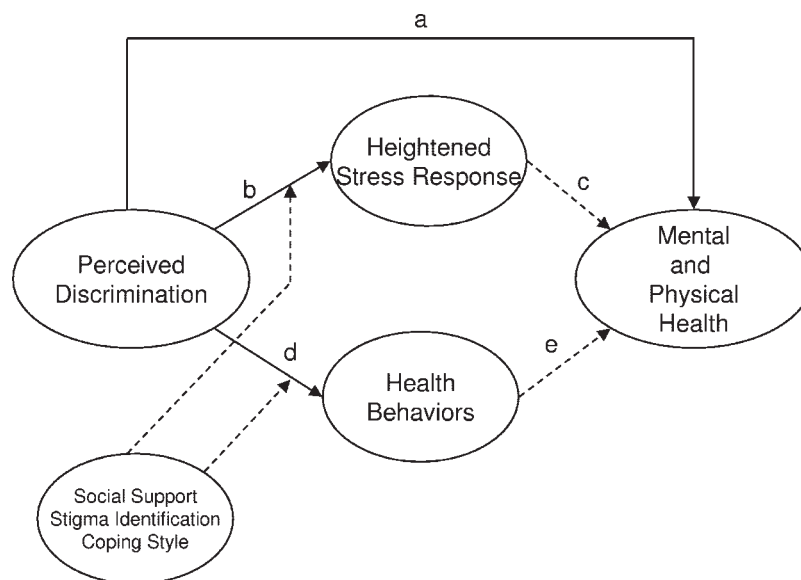 a
Heightened
Stress Response
b
c
Perceived
Discrimination
Mental
and
Physical
Health
d
e
Health
Behaviors
Social Support
Stigma Identification
Coping Style